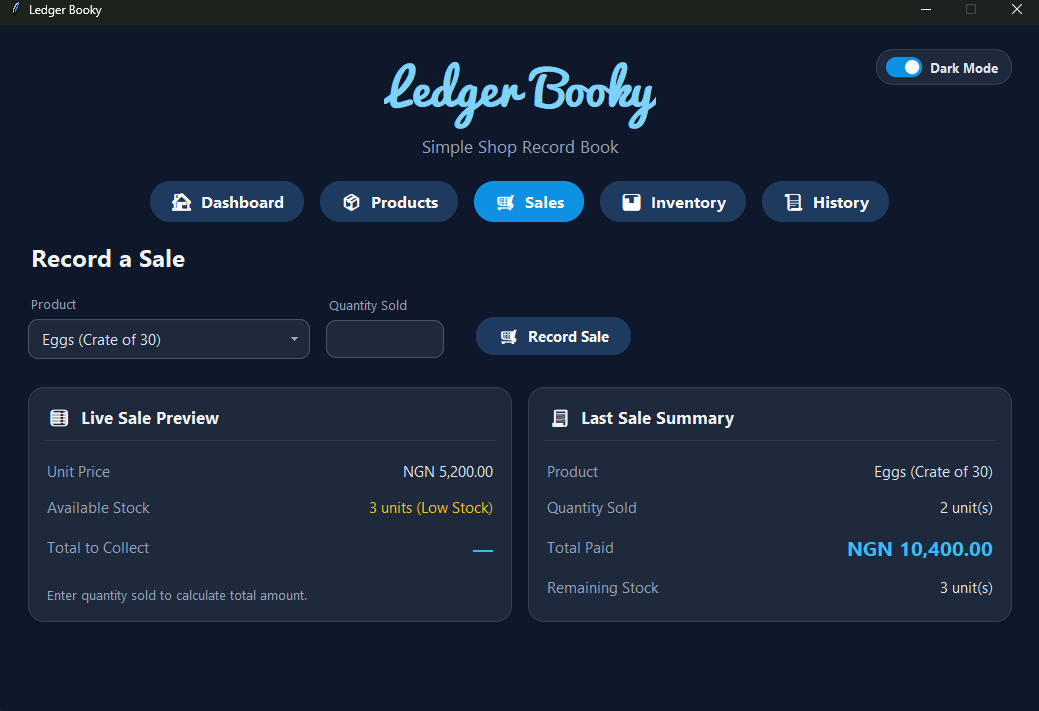 Ledger Booky
Dark Mode
Ledger Booky
Simple Shop Record Book
Dashboard Products Sales Inventory History
Record a Sale
Product Quantity Sold
Eggs (Crate of 30) Record Sale
Live Sale Preview
Unit Price NGN 5,200.00
Available Stock 3 units (Low Stock)
Total to Collect —
Enter quantity sold to calculate total amount.
Last Sale Summary
Product Eggs (Crate of 30)
Quantity Sold 2 unit(s)
Total Paid NGN 10,400.00
Remaining Stock 3 unit(s)